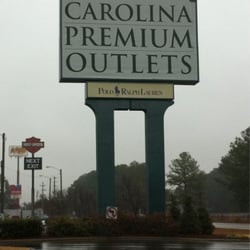 CAROLINA
PREMIUM
OUTLETS
POLO RALPH LAUREN
NEXT
EXIT